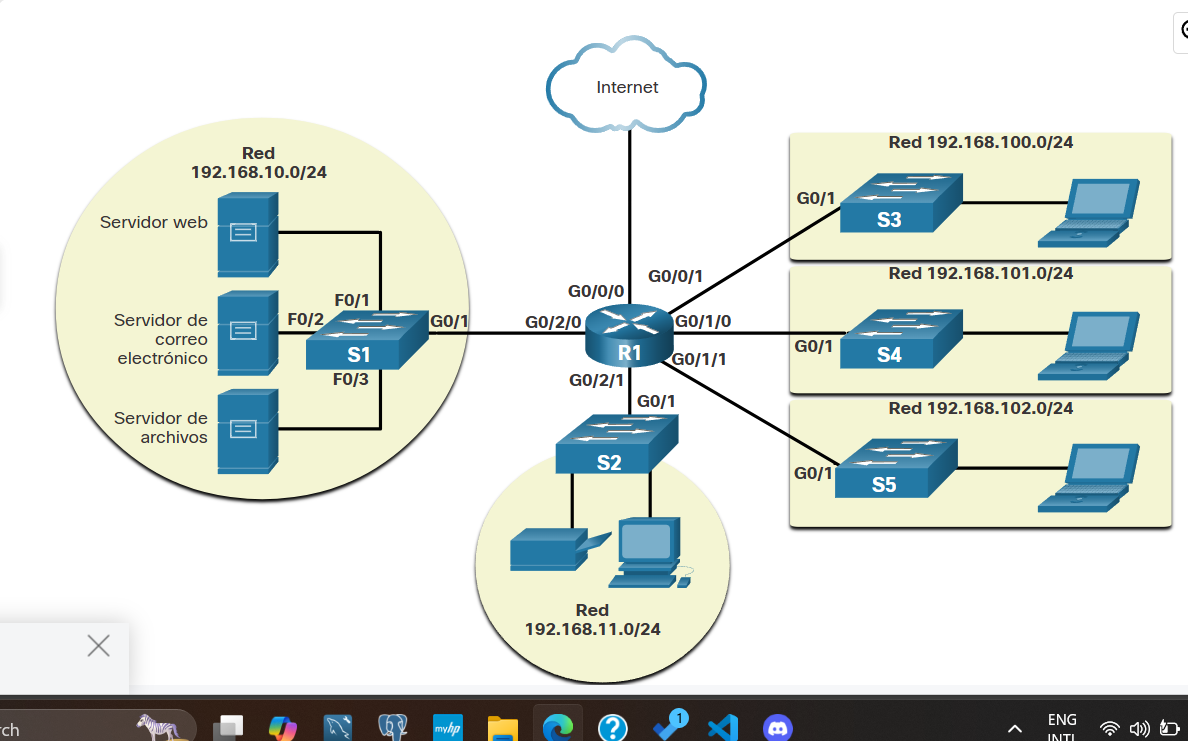 Internet
Red
192.168.10.0/24
Servidor web
F0/1
Servidor de
correo
electrónico
F0/2
S1
G0/1
F0/3
Servidor de
archivos
G0/0/0
G0/0/1
G0/2/0
R1
G0/1/0
G0/1/1
G0/2/1
G0/1
S2
Red
192.168.11.0/24
Red 192.168.100.0/24
G0/1
S3
Red 192.168.101.0/24
G0/1
S4
Red 192.168.102.0/24
G0/1
S5
rch
myhp
?
1
ENG
INTL